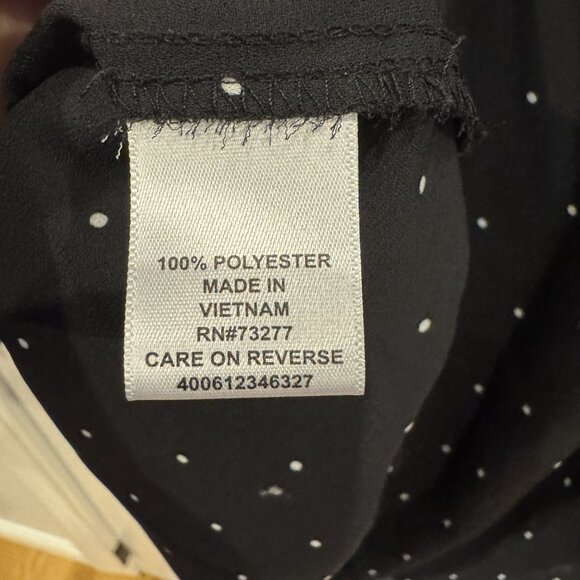 100% POLYESTER
MADE IN
VIETNAM
RN#73277
CARE ON REVERSE
400612346327